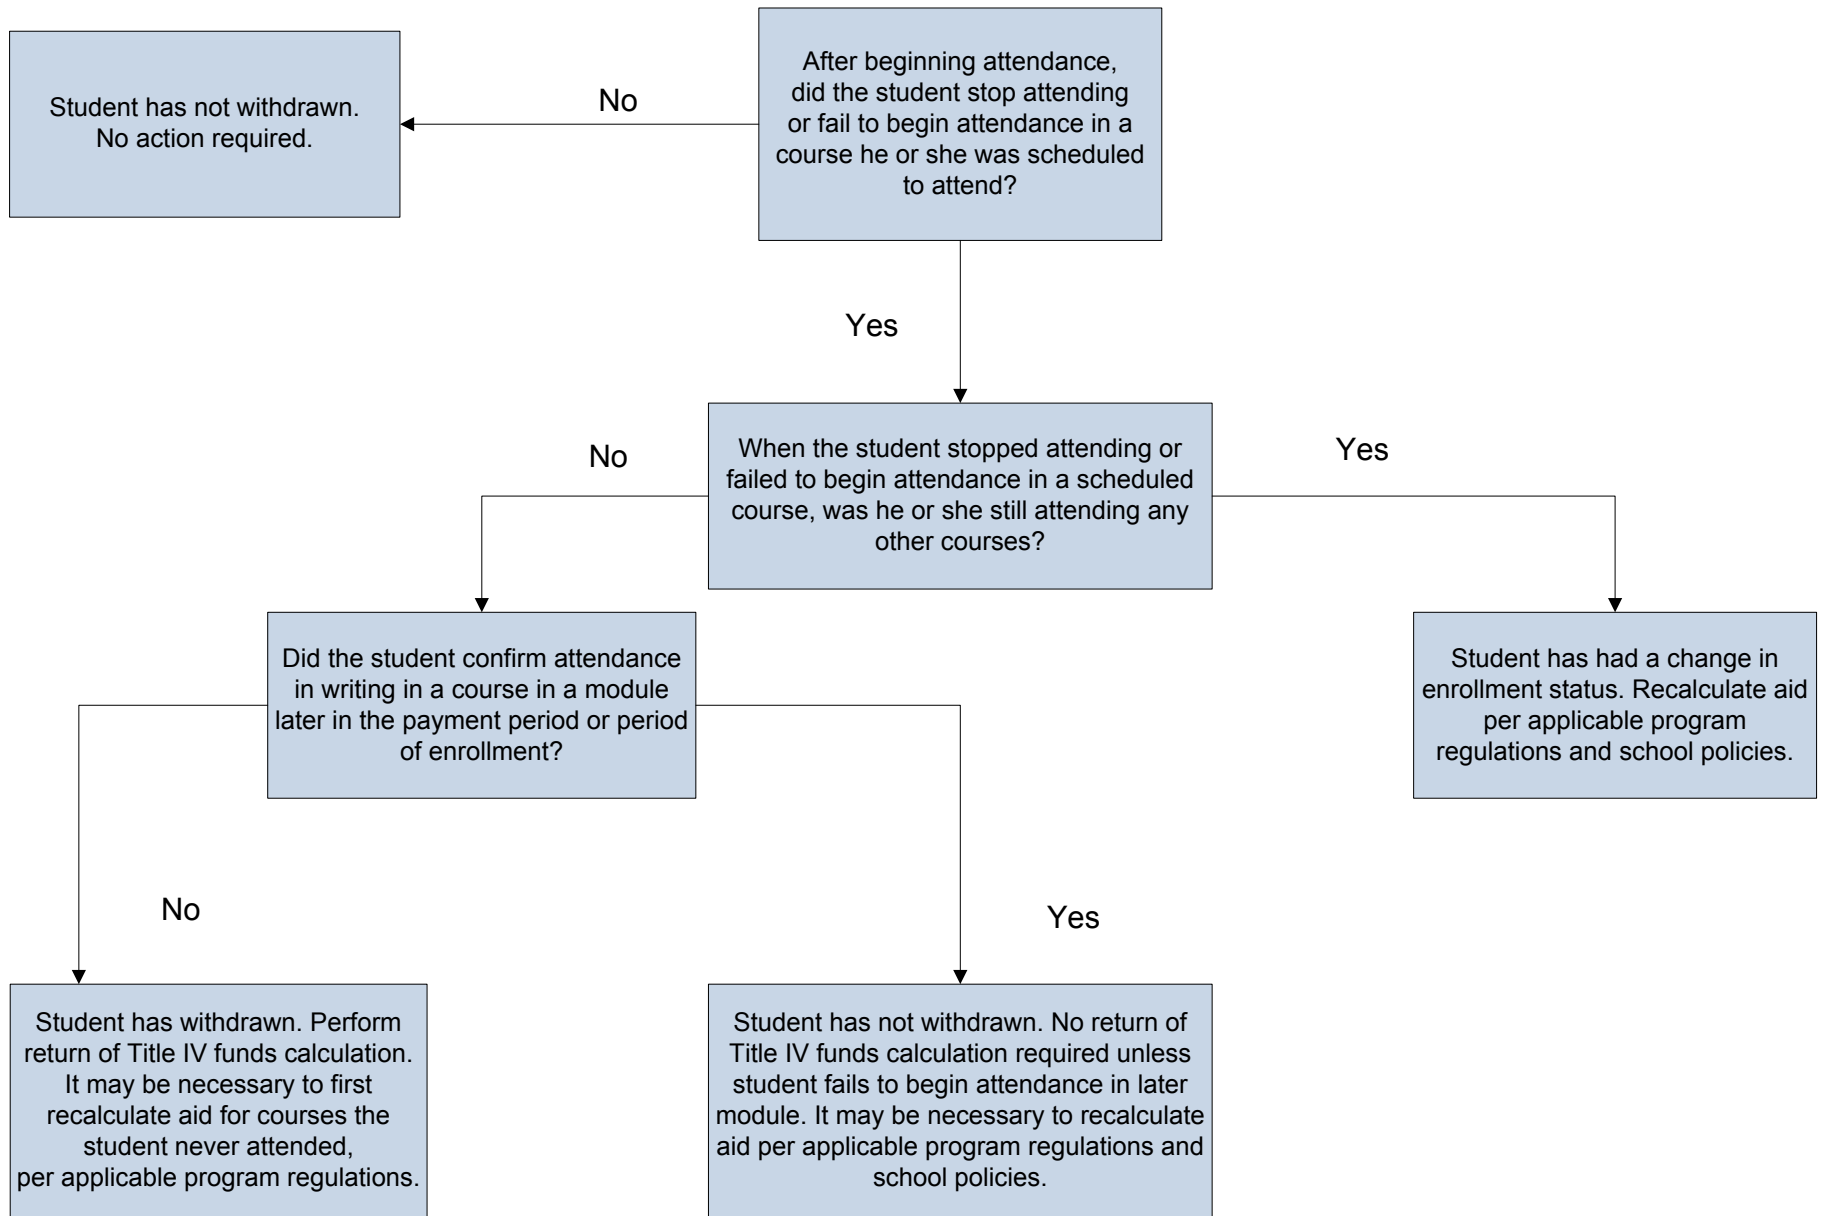 After beginning attendance,
did the student stop attending
or fail to begin attendance in a
course he or she was scheduled
to attend?
No
Student has not withdrawn.
No action required.
Yes
When the student stopped attending or
failed to begin attendance in a scheduled
course, was he or she still attending any
other courses?
No
Yes
Did the student confirm attendance
in writing in a course in a module
later in the payment period or period
of enrollment?
Student has had a change in
enrollment status. Recalculate aid
per applicable program
regulations and school policies.
No
Yes
Student has withdrawn. Perform
return of Title IV funds calculation.
It may be necessary to first
recalculate aid for courses the
student never attended,
per applicable program regulations.
Student has not withdrawn. No return of
Title IV funds calculation required unless
student fails to begin attendance in later
module. It may be necessary to recalculate
aid per applicable program regulations and
school policies.